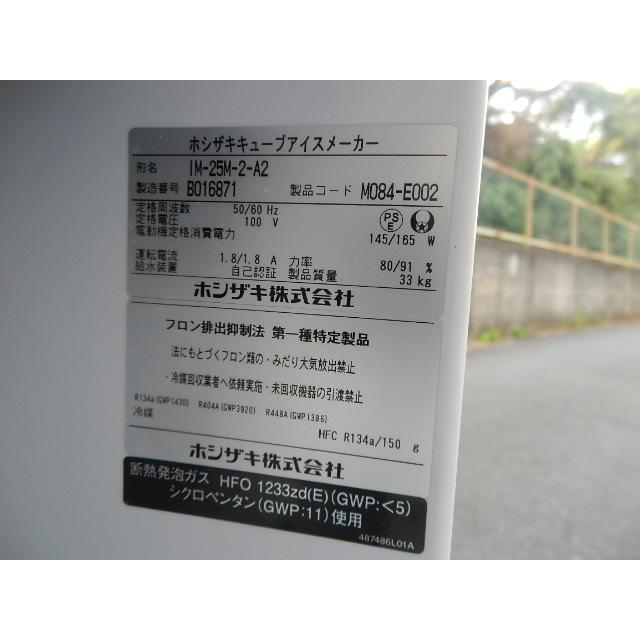 ホシザキキューブアイスメーカー
形名 IM-25M-2-A2
製造番号 B016871 製品コード M084-E002
定格周波数 50/60 Hz
定格電圧 100 V
電動機定格消費電力 145/165 W
PS E
運転電流 1.8/1.8 A 力率 80/91 %
給水装置 自己認証 製品質量 33 kg
ホシザキ株式会社
フロン排出抑制法 第一種特定製品
法にもとづくフロン類の・みだり大気放出禁止
・冷媒回収業者へ依頼実施・未回収機器の引渡禁止
R134a(GWP1430) R404A(GWP3920) R448A(GWP1386)
冷媒 HFC R134a/150 g
ホシザキ株式会社
断熱発泡ガス HFO 1233zd(E)(GWP:<5)
シクロペンタン(GWP:11)使用
487486L01A